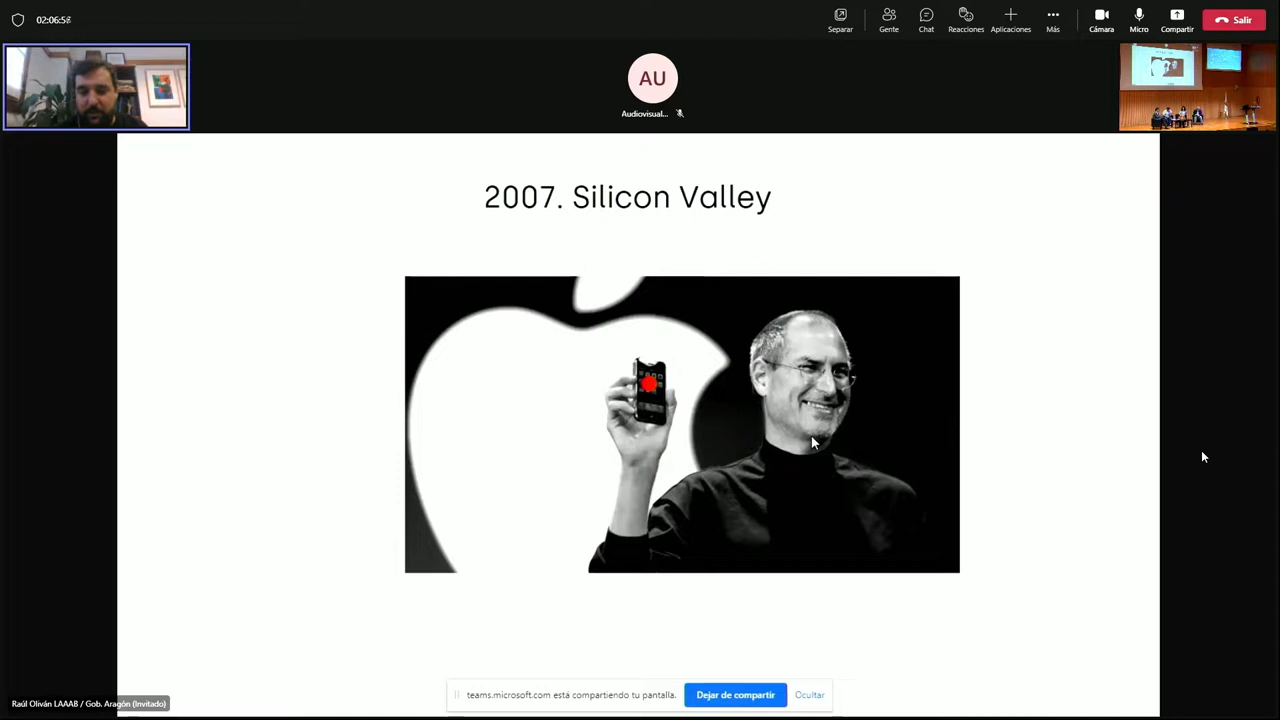 02:06:56
Separar
Gente
Chat
Reacciones
Aplicaciones
Más
Cámara
Micro
Compartir
Salir
AU
Audiovisual...
2007. Silicon Valley
teams.microsoft.com está compartiendo tu pantalla.
Dejar de compartir
Ocultar
Raúl Oliván LAAAB / Gob. Aragón (Invitado)